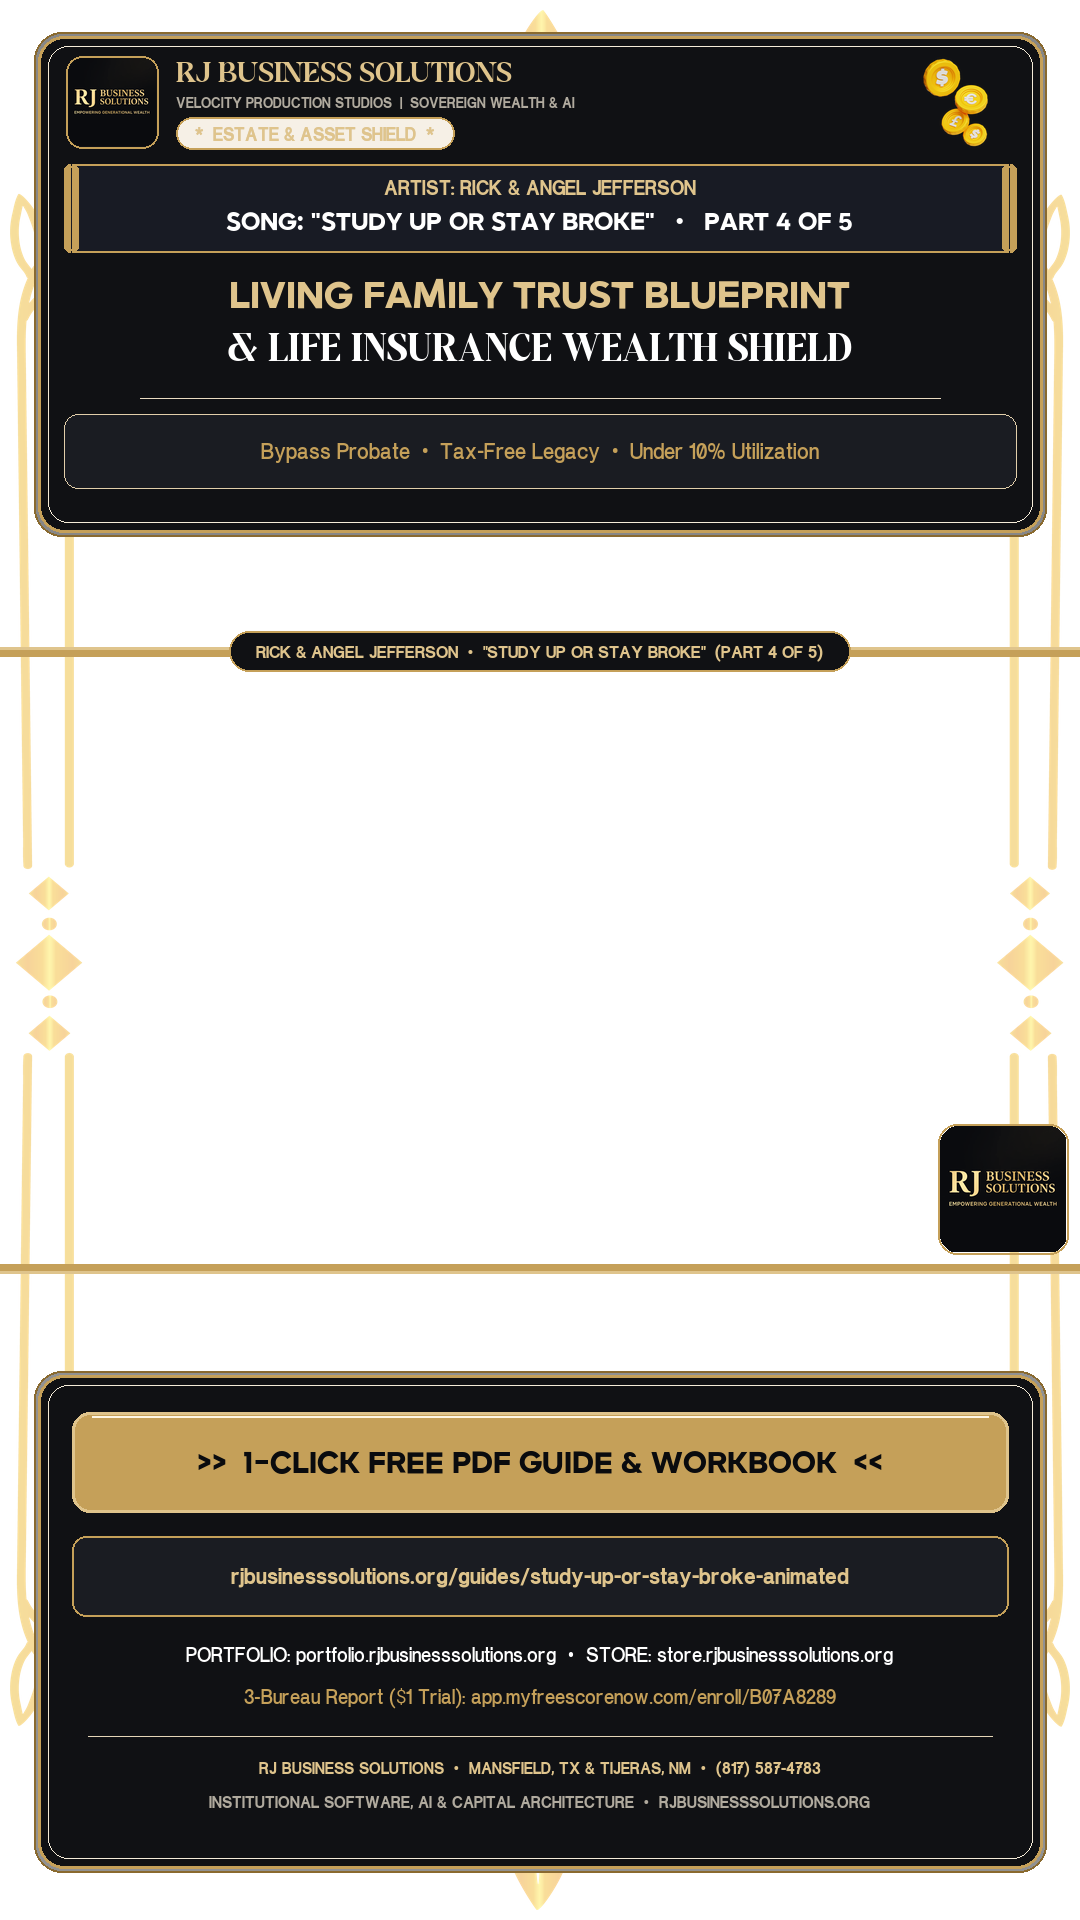 RJ BUSINESS SOLUTIONS
EMPOWERING GENERATIONAL WEALTH
RJ BUSINESS SOLUTIONS
VELOCITY PRODUCTION STUDIOS | SOVEREIGN WEALTH & AI
* ESTATE & ASSET SHIELD *
$
€
£
$
ARTIST: RICK & ANGEL JEFFERSON
SONG: "STUDY UP OR STAY BROKE" • PART 4 OF 5
LIVING FAMILY TRUST BLUEPRINT
& LIFE INSURANCE WEALTH SHIELD
Bypass Probate • Tax-Free Legacy • Under 10% Utilization
RICK & ANGEL JEFFERSON • "STUDY UP OR STAY BROKE" (PART 4 OF 5)
RJ BUSINESS SOLUTIONS
EMPOWERING GENERATIONAL WEALTH
>> 1-CLICK FREE PDF GUIDE & WORKBOOK <<
rjbusinesssolutions.org/guides/study-up-or-stay-broke-animated
PORTFOLIO: portfolio.rjbusinesssolutions.org • STORE: store.rjbusinesssolutions.org
3-Bureau Report ($1 Trial): app.myfreescorenow.com/enroll/B07A8289
RJ BUSINESS SOLUTIONS • MANSFIELD, TX & TIJERAS, NM • (817) 587-4783
INSTITUTIONAL SOFTWARE, AI & CAPITAL ARCHITECTURE • RJBUSINESSSOLUTIONS.ORG